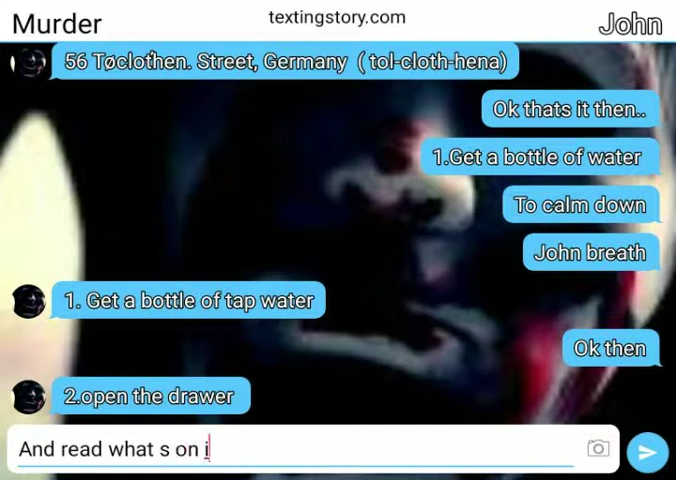 Murder
textingstory.com
John
56 Tøclot'hen. Street, Germany ( tol-cloth-hena)
Ok thats it then..
1.Get a bottle of water
To calm down
John breath
1. Get a bottle of tap water
Ok then
2.open the drawer
And read what s on i